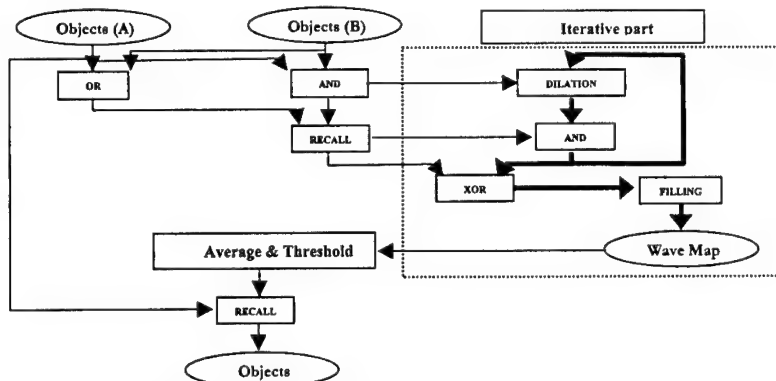 Objects (A)
Objects (B)
Iterative part
OR
AND
DILATION
RECALL
AND
XOR
FILLING
Average & Threshold
Wave Map
RECALL
Objects